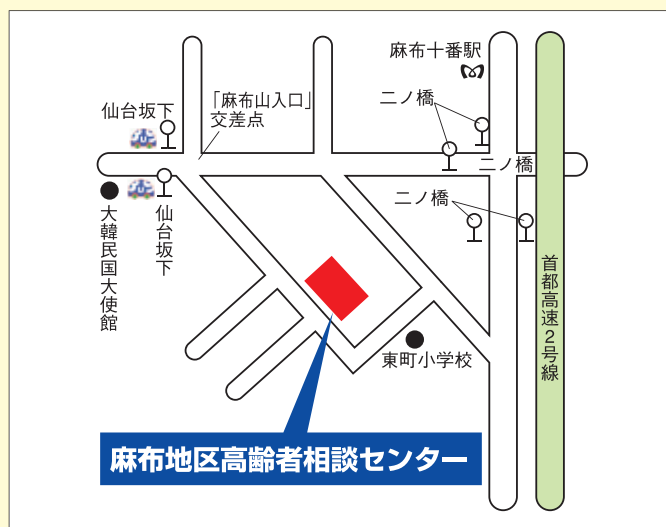 麻布十番駅
二ノ橋
仙台坂下
「麻布山入口」
交差点
二ノ橋
仙台坂下
大韓民国大使館
二ノ橋
首都高速2号線
東町小学校
麻布地区高齢者相談センター